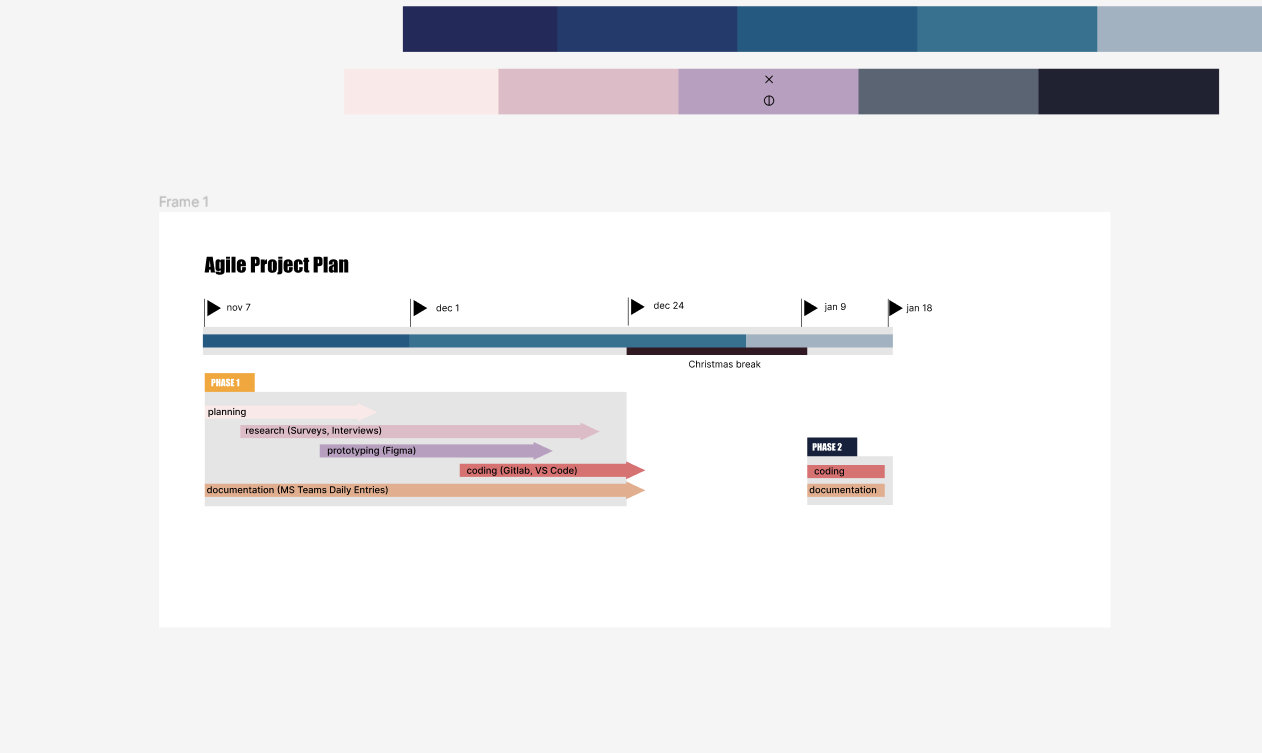 Frame 1
Agile Project Plan
nov 7
dec 1
dec 24
jan 9
jan 18
Christmas break
PHASE 1
planning
research (Surveys, Interviews)
prototyping (Figma)
coding (Gitlab, VS Code)
documentation (MS Teams Daily Entries)
PHASE 2
coding
documentation